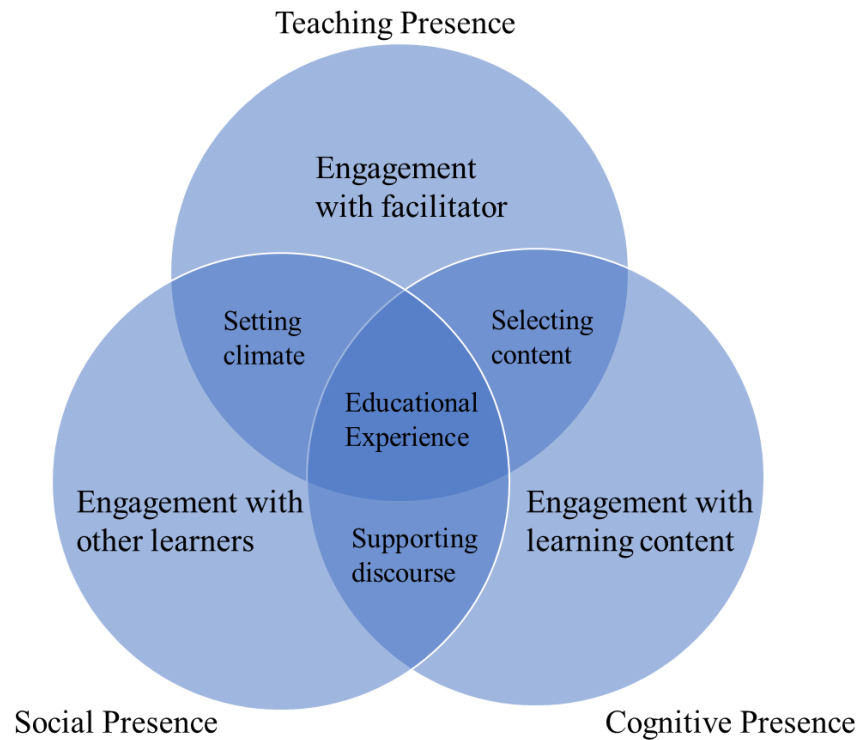 Teaching Presence
Engagement
with facilitator
Setting
climate
Selecting
content
Educational
Experience
Engagement with
other learners
Engagement with
learning content
Supporting
discourse
Social Presence
Cognitive Presence